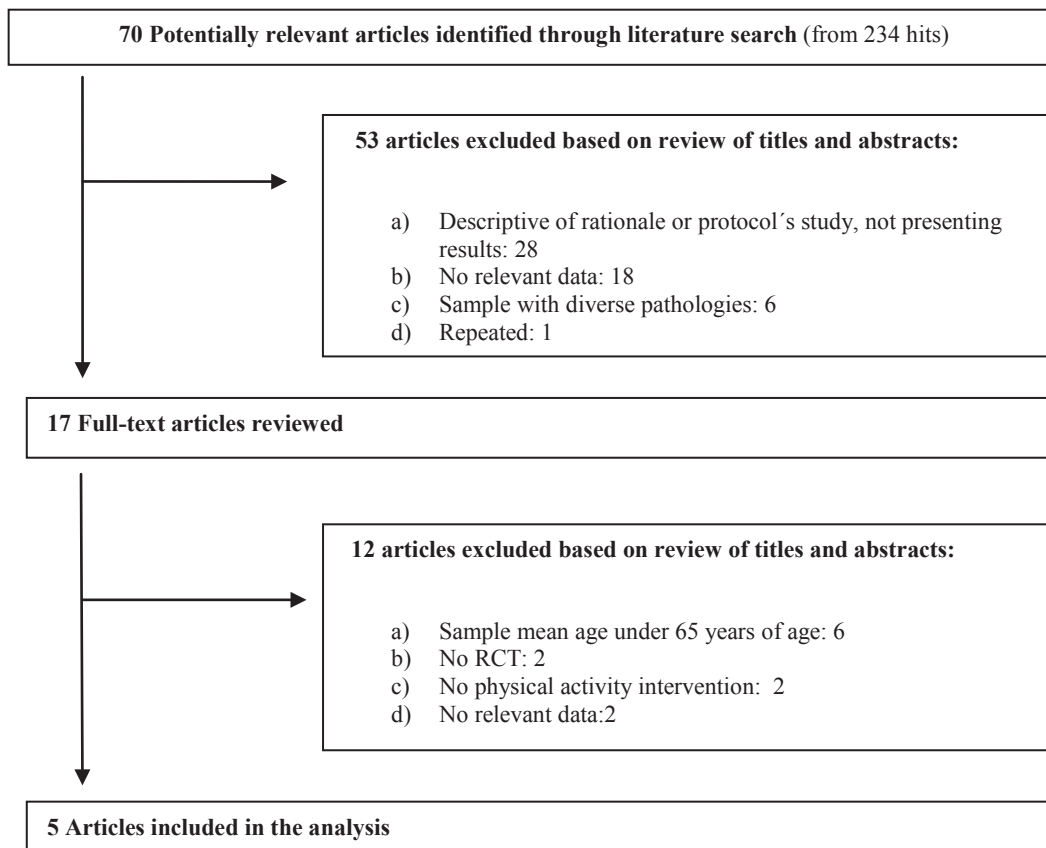 70 Potentially relevant articles identified through literature search (from 234 hits)
53 articles excluded based on review of titles and abstracts:
a) Descriptive of rationale or protocol´s study, not presenting
results: 28
b) No relevant data: 18
c) Sample with diverse pathologies: 6
d) Repeated: 1
17 Full-text articles reviewed
12 articles excluded based on review of titles and abstracts:
a) Sample mean age under 65 years of age: 6
b) No RCT: 2
c) No physical activity intervention: 2
d) No relevant data:2
5 Articles included in the analysis